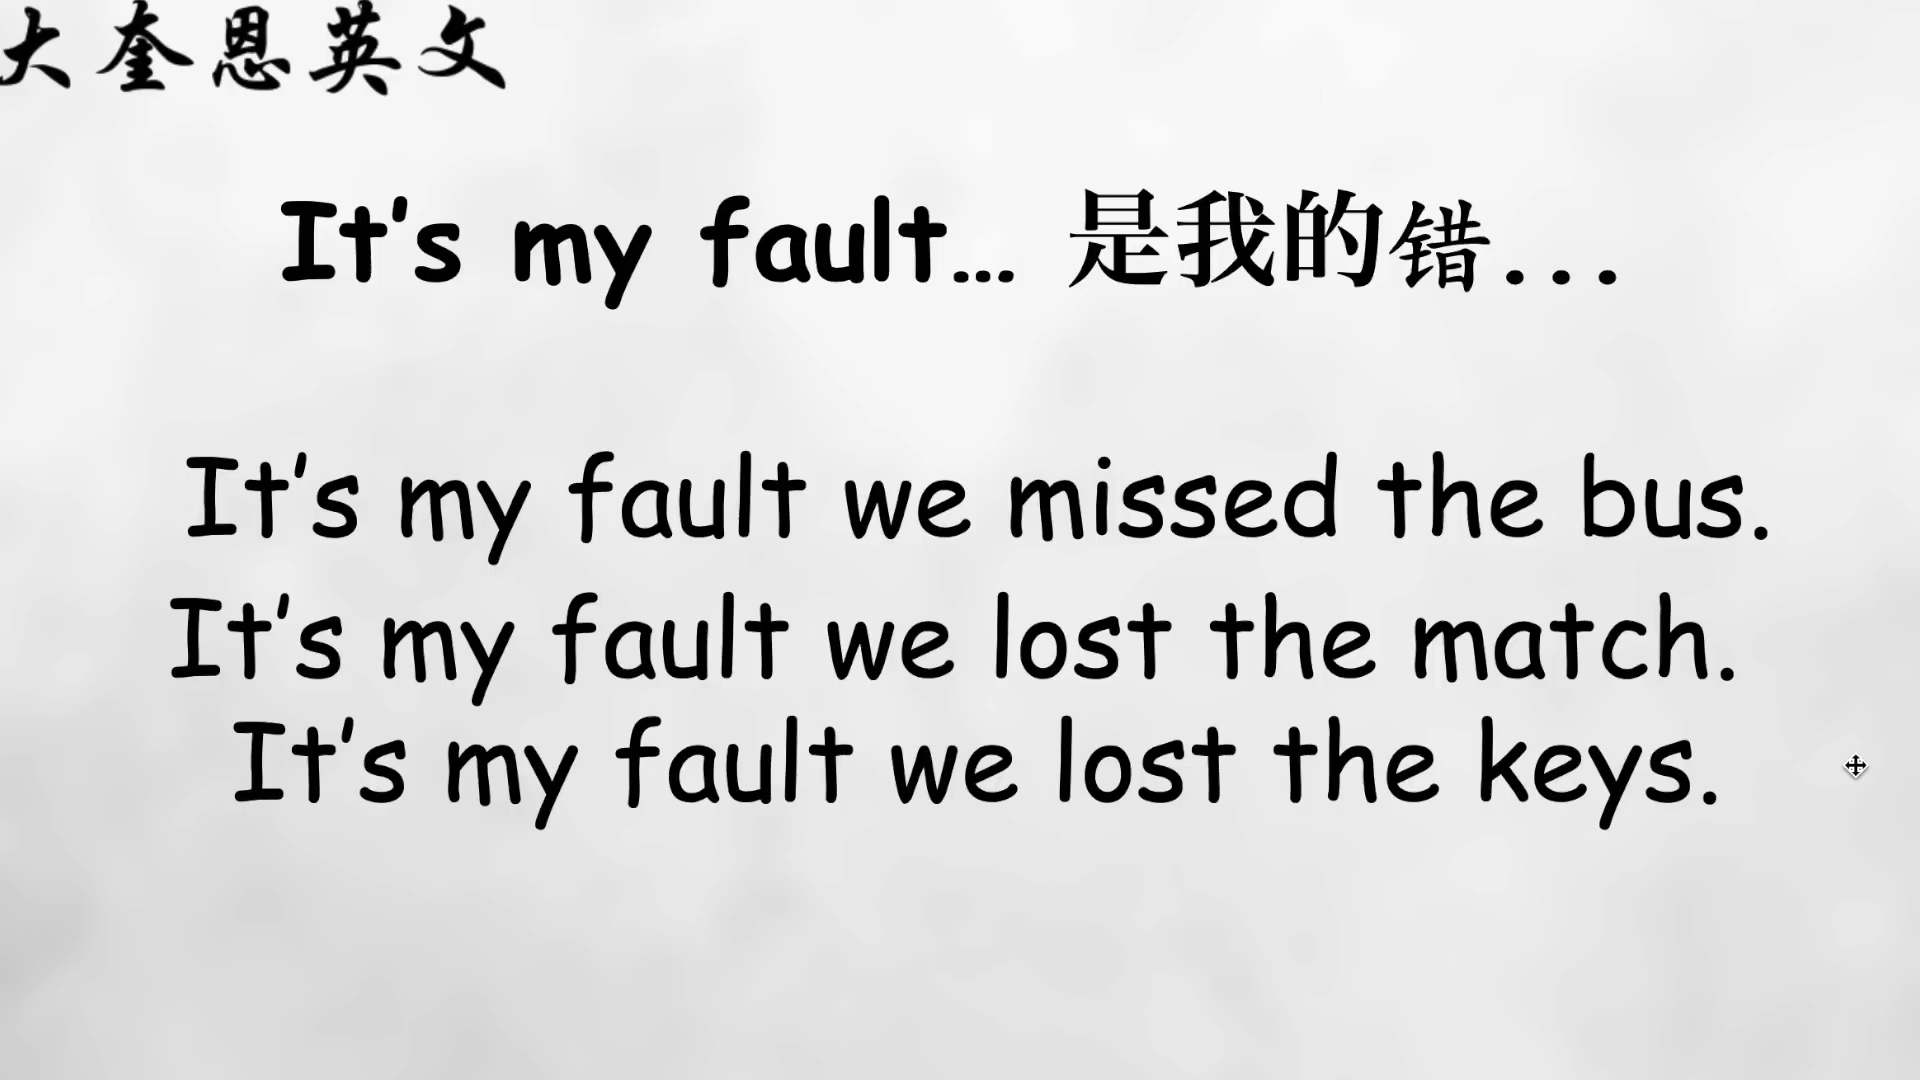 大奎恩英文
It's my fault... 是我的错...
It's my fault we missed the bus.
It's my fault we lost the match.
It's my fault we lost the keys.